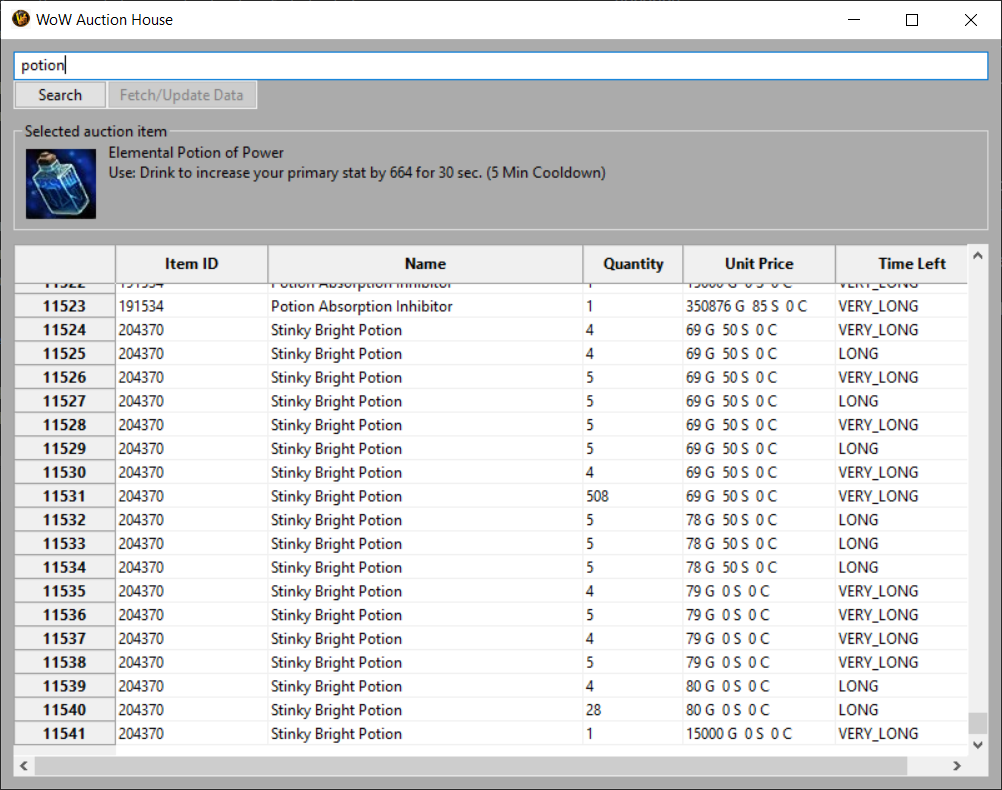 WoW Auction House
potion
Search Fetch/Update Data
Selected auction item
Elemental Potion of Power
Use: Drink to increase your primary stat by 664 for 30 sec. (5 Min Cooldown)
Item ID Name Quantity Unit Price Time Left
11522 191534 Potion Absorption Inhibitor 1 15000 G 0 S 0 C VERY_LONG
11523 191534 Potion Absorption Inhibitor 1 350876 G 85 S 0 C VERY_LONG
11524 204370 Stinky Bright Potion 4 69 G 50 S 0 C VERY_LONG
11525 204370 Stinky Bright Potion 4 69 G 50 S 0 C LONG
11526 204370 Stinky Bright Potion 5 69 G 50 S 0 C VERY_LONG
11527 204370 Stinky Bright Potion 5 69 G 50 S 0 C LONG
11528 204370 Stinky Bright Potion 5 69 G 50 S 0 C VERY_LONG
11529 204370 Stinky Bright Potion 5 69 G 50 S 0 C LONG
11530 204370 Stinky Bright Potion 4 69 G 50 S 0 C VERY_LONG
11531 204370 Stinky Bright Potion 508 69 G 50 S 0 C VERY_LONG
11532 204370 Stinky Bright Potion 5 78 G 50 S 0 C LONG
11533 204370 Stinky Bright Potion 5 78 G 50 S 0 C LONG
11534 204370 Stinky Bright Potion 5 78 G 50 S 0 C LONG
11535 204370 Stinky Bright Potion 4 79 G 0 S 0 C VERY_LONG
11536 204370 Stinky Bright Potion 5 79 G 0 S 0 C VERY_LONG
11537 204370 Stinky Bright Potion 4 79 G 0 S 0 C VERY_LONG
11538 204370 Stinky Bright Potion 5 79 G 0 S 0 C VERY_LONG
11539 204370 Stinky Bright Potion 4 80 G 0 S 0 C LONG
11540 204370 Stinky Bright Potion 28 80 G 0 S 0 C LONG
11541 204370 Stinky Bright Potion 1 15000 G 0 S 0 C VERY_LONG